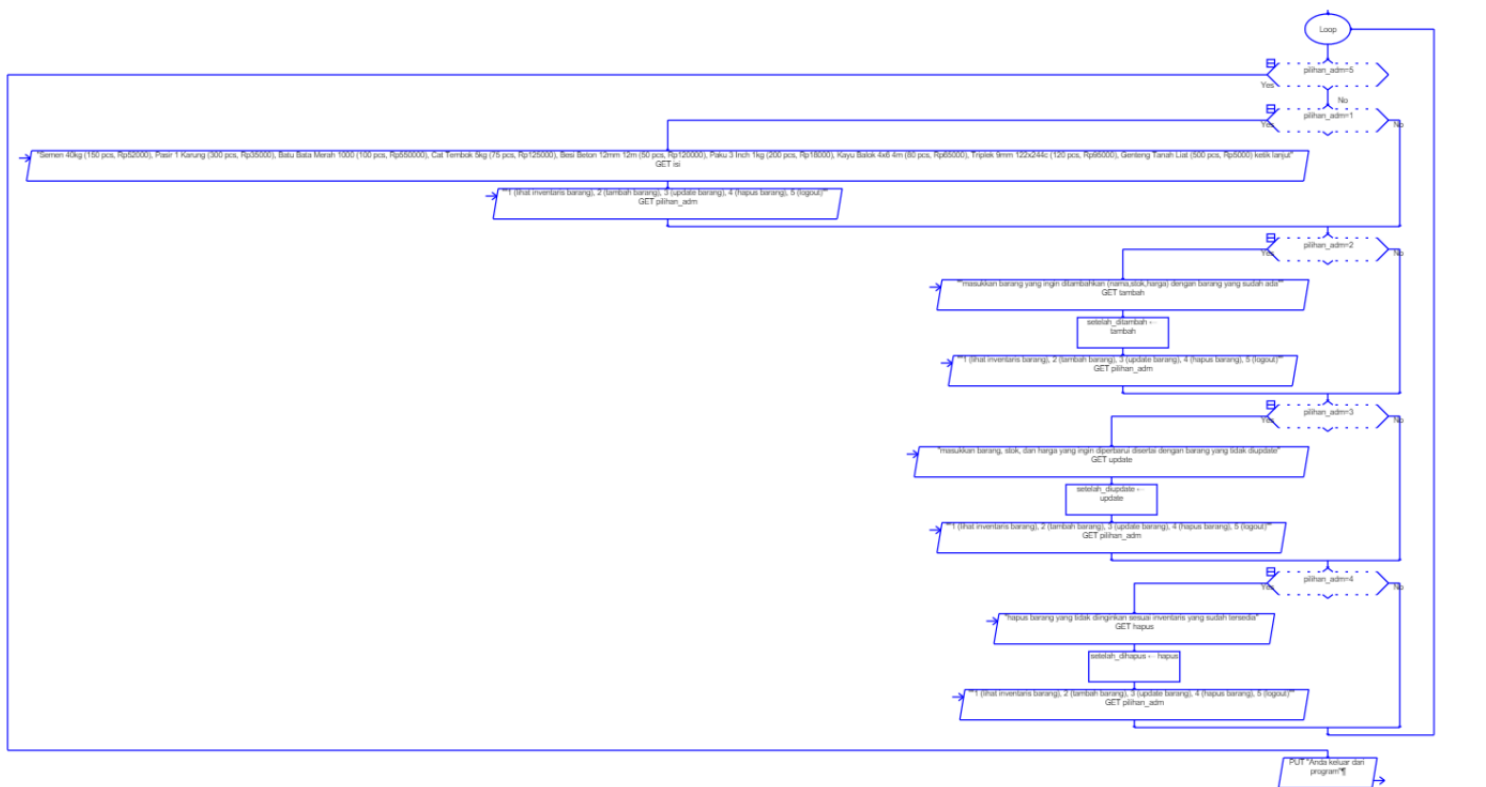 Loop
pilihan_adm=5
Yes
No
pilihan_adm=1
Yes
No
"Semen 40kg (150 pcs, Rp52000), Pasir 1 Karung (300 pcs, Rp35000), Batu Bata Merah 1000 (100 pcs, Rp550000), Cat Tembok 5kg (75 pcs, Rp125000), Besi Beton 12mm 12m (50 pcs, Rp120000), Paku 3 Inch 1kg (200 pcs, Rp18000), Kayu Balok 4x6 4m (80 pcs, Rp65000), Triplek 9mm 122x244c (120 pcs, Rp95000), Genteng Tanah Liat (500 pcs, Rp5000) ketik lanjut"
GET isi
""1 (lihat inventaris barang), 2 (tambah barang), 3 (update barang), 4 (hapus barang), 5 (logout)""
GET pilihan_adm
pilihan_adm=2
Yes
No
""masukkan barang yang ingin ditambahkan (nama,stok,harga) dengan barang yang sudah ada""
GET tambah
setelah_ditambah ←
tambah
""1 (lihat inventaris barang), 2 (tambah barang), 3 (update barang), 4 (hapus barang), 5 (logout)""
GET pilihan_adm
pilihan_adm=3
Yes
No
"masukkan barang, stok, dan harga yang ingin diperbarui disertai dengan barang yang tidak diupdate"
GET update
setelah_diupdate ←
update
""1 (lihat inventaris barang), 2 (tambah barang), 3 (update barang), 4 (hapus barang), 5 (logout)""
GET pilihan_adm
pilihan_adm=4
Yes
No
"hapus barang yang tidak diinginkan sesuai inventaris yang sudah tersedia"
GET hapus
setelah_dihapus ← hapus
""1 (lihat inventaris barang), 2 (tambah barang), 3 (update barang), 4 (hapus barang), 5 (logout)""
GET pilihan_adm
PUT "Anda keluar dari
program"¶